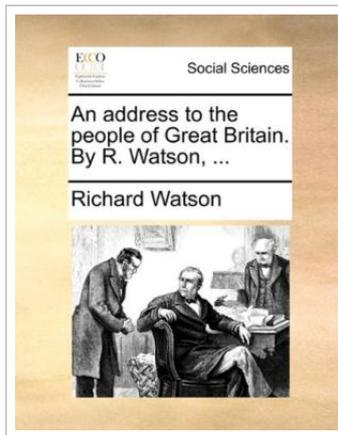 ECCO
Social Sciences
An address to the
people of Great Britain.
By R. Watson, ...
Richard Watson